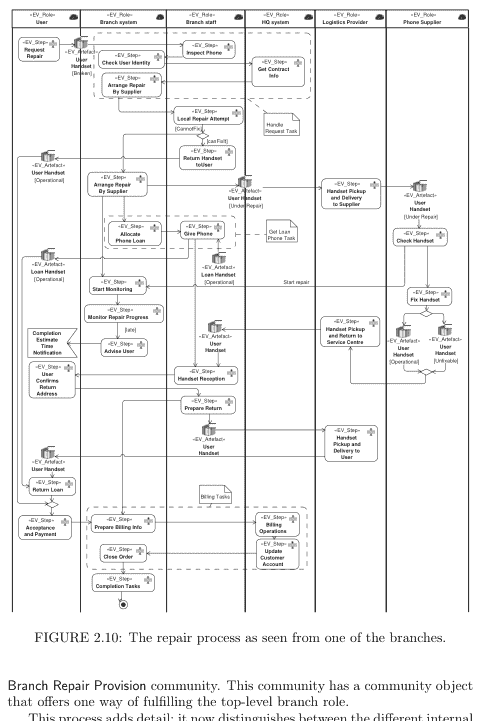 «EV_Role»
User
«EV_Role»
Branch system
«EV_Role»
Branch staff
«EV_Role»
HQ system
«EV_Role»
Logistics Provider
«EV_Role»
Phone Supplier
«EV_Step»
Request
Repair
«EV_Artefact»
User
Handset
[Broken]
«EV_Step»
Check User Identity
«EV_Step»
Inspect Phone
«EV_Step»
Get Contract
Info
«EV_Step»
Arrange Repair
By Supplier
«EV_Step»
Local Repair Attempt
Handle
Request Task
[CannotFix]
[canFixIt]
«EV_Step»
Return Handset
toUser
«EV_Artefact»
User Handset
[Operational]
«EV_Step»
Arrange Repair
By Supplier
«EV_Artefact»
User Handset
[Under Repair]
«EV_Step»
Handset Pickup
and Delivery
to Supplier
«EV_Artefact»
User
Handset
[Under Repair]
«EV_Step»
Allocate
Phone Loan
«EV_Step»
Give Phone
Get Loan
Phone Task
«EV_Step»
Check Handset
«EV_Artefact»
Loan Handset
[Operational]
«EV_Artefact»
Loan Handset
[Operational]
«EV_Step»
Start Monitoring
Start repair
«EV_Step»
Fix Handset
«EV_Step»
Monitor Repair Progress
[late]
Completion
Estimate
Time
Notification
«EV_Step»
Advise User
«EV_Artefact»
User
Handset
«EV_Step»
Handset Pickup
and Return to
Service Centre
«EV_Artefact»
User
Handset
[Operational]
«EV_Artefact»
User
Handset
[Unfixable]
«EV_Step»
User
Confirms
Return
Address
«EV_Step»
Handset Reception
«EV_Step»
Prepare Return
«EV_Artefact»
User
Handset
«EV_Step»
Handset
Pickup and
Delivery to
User
«EV_Artefact»
User Handset
«EV_Step»
Return Loan
Billing Tasks
«EV_Step»
Acceptance
and Payment
«EV_Step»
Prepare Billing Info
«EV_Step»
Billing
Operations
«EV_Step»
Close Order
«EV_Step»
Update
Customer
Account
«EV_Step»
Completion Tasks
FIGURE 2.10: The repair process as seen from one of the branches.
Branch Repair Provision community. This community has a community object
that offers one way of fulfilling the top-level branch role.
This process adds detail; it now distinguishes between the different internal